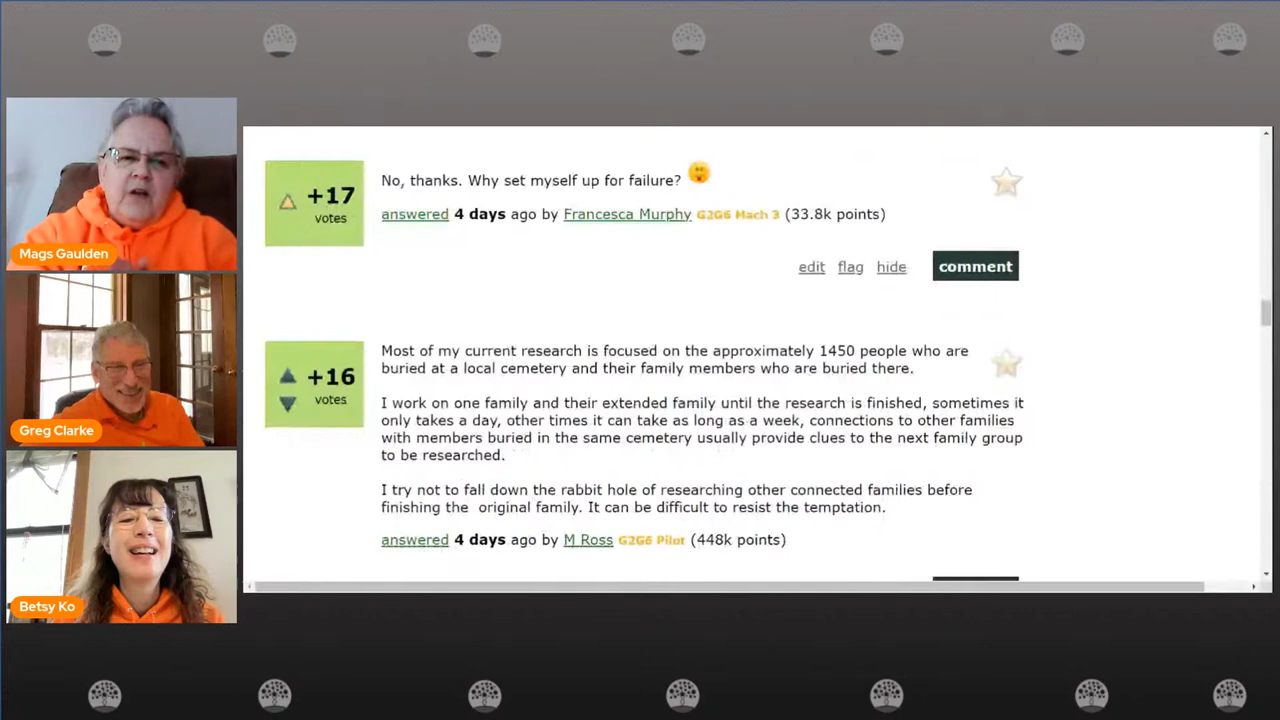 Mags Gaulden
Greg Clarke
Betsy Ko
+17
votes
No, thanks. Why set myself up for failure?
answered 4 days ago by Francesca Murphy G2G6 Mach 3 (33.8k points)
edit flag hide comment
+16
votes
Most of my current research is focused on the approximately 1450 people who are
buried at a local cemetery and their family members who are buried there.
I work on one family and their extended family until the research is finished, sometimes it
only takes a day, other times it can take as long as a week, connections to other families
with members buried in the same cemetery usually provide clues to the next family group
to be researched.
I try not to fall down the rabbit hole of researching other connected families before
finishing the  original family. It can be difficult to resist the temptation.
answered 4 days ago by M Ross G2G6 Pilot (448k points)